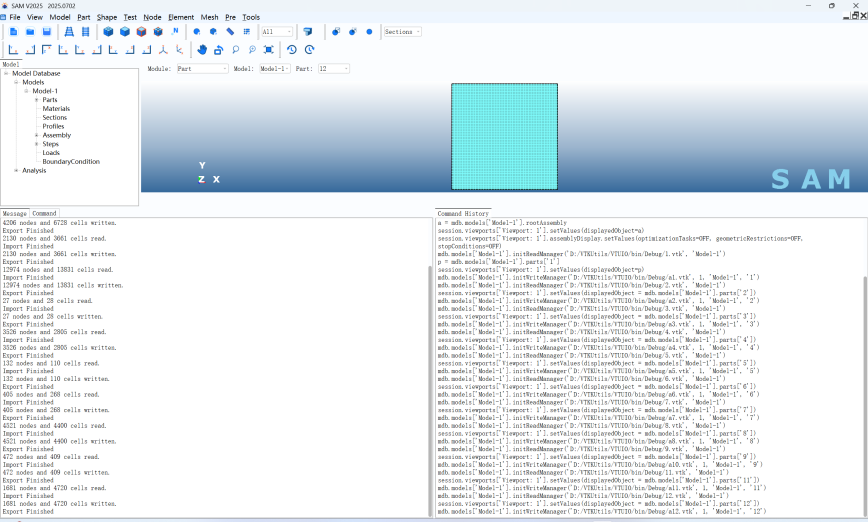 SAM V2025 2025.0702
File View Model Part Shape Test Node Element Mesh Pre Tools
All
Sections
Model
Module: Part Model: Model-1 Part: 12
Model Database
Models
Model-1
Parts
Materials
Sections
Profiles
Assembly
Steps
Loads
BoundaryCondition
Analysis
Y
Z X
SAM
Message Command
4206 nodes and 6728 cells written.
Export Finished
2130 nodes and 3661 cells read.
Import Finished
2130 nodes and 3661 cells written.
Export Finished
12974 nodes and 13831 cells read.
Import Finished
12974 nodes and 13831 cells written.
Export Finished
27 nodes and 28 cells read.
Import Finished
27 nodes and 28 cells written.
Export Finished
3526 nodes and 2805 cells read.
Import Finished
3526 nodes and 2805 cells written.
Export Finished
132 nodes and 110 cells read.
Import Finished
132 nodes and 110 cells written.
Export Finished
405 nodes and 268 cells read.
Import Finished
405 nodes and 268 cells written.
Export Finished
4521 nodes and 4400 cells read.
Import Finished
4521 nodes and 4400 cells written.
Export Finished
472 nodes and 409 cells read.
Import Finished
472 nodes and 409 cells written.
Export Finished
1681 nodes and 4720 cells read.
Import Finished
1681 nodes and 4720 cells written.
Export Finished
Command History
a = mdb.models['Model-1'].rootAssembly
session.viewports['Viewport: 1'].setValues(displayedObject=a)
session.viewports['Viewport: 1'].assemblyDisplay.setValues(optimizationTasks=OFF, geometricRestrictions=OFF,
stopConditions=OFF)
mdb.models['Model-1'].initReadManager('D:/VTKUtils/VTUIO/bin/Debug/1.vtk', 'Model-1')
p = mdb.models['Model-1'].parts['1']
session.viewports['Viewport: 1'].setValues(displayedObject=p)
mdb.models['Model-1'].initWriteManager('D:/VTKUtils/VTUIO/bin/Debug/a1.vtk', 1, 'Model-1', '1')
mdb.models['Model-1'].initReadManager('D:/VTKUtils/VTUIO/bin/Debug/2.vtk', 'Model-1')
session.viewports['Viewport: 1'].setValues(displayedObject = mdb.models['Model-1'].parts['2'])
mdb.models['Model-1'].initWriteManager('D:/VTKUtils/VTUIO/bin/Debug/a2.vtk', 1, 'Model-1', '2')
mdb.models['Model-1'].initReadManager('D:/VTKUtils/VTUIO/bin/Debug/3.vtk', 'Model-1')
session.viewports['Viewport: 1'].setValues(displayedObject = mdb.models['Model-1'].parts['3'])
mdb.models['Model-1'].initWriteManager('D:/VTKUtils/VTUIO/bin/Debug/a3.vtk', 1, 'Model-1', '3')
mdb.models['Model-1'].initReadManager('D:/VTKUtils/VTUIO/bin/Debug/4.vtk', 'Model-1')
session.viewports['Viewport: 1'].setValues(displayedObject = mdb.models['Model-1'].parts['4'])
mdb.models['Model-1'].initWriteManager('D:/VTKUtils/VTUIO/bin/Debug/a4.vtk', 1, 'Model-1', '4')
mdb.models['Model-1'].initReadManager('D:/VTKUtils/VTUIO/bin/Debug/5.vtk', 'Model-1')
session.viewports['Viewport: 1'].setValues(displayedObject = mdb.models['Model-1'].parts['5'])
mdb.models['Model-1'].initWriteManager('D:/VTKUtils/VTUIO/bin/Debug/a5.vtk', 1, 'Model-1', '5')
mdb.models['Model-1'].initReadManager('D:/VTKUtils/VTUIO/bin/Debug/6.vtk', 'Model-1')
session.viewports['Viewport: 1'].setValues(displayedObject = mdb.models['Model-1'].parts['6'])
mdb.models['Model-1'].initWriteManager('D:/VTKUtils/VTUIO/bin/Debug/a6.vtk', 1, 'Model-1', '6')
mdb.models['Model-1'].initReadManager('D:/VTKUtils/VTUIO/bin/Debug/7.vtk', 'Model-1')
session.viewports['Viewport: 1'].setValues(displayedObject = mdb.models['Model-1'].parts['7'])
mdb.models['Model-1'].initWriteManager('D:/VTKUtils/VTUIO/bin/Debug/a7.vtk', 1, 'Model-1', '7')
mdb.models['Model-1'].initReadManager('D:/VTKUtils/VTUIO/bin/Debug/8.vtk', 'Model-1')
session.viewports['Viewport: 1'].setValues(displayedObject = mdb.models['Model-1'].parts['8'])
mdb.models['Model-1'].initWriteManager('D:/VTKUtils/VTUIO/bin/Debug/a8.vtk', 1, 'Model-1', '8')
mdb.models['Model-1'].initReadManager('D:/VTKUtils/VTUIO/bin/Debug/9.vtk', 'Model-1')
session.viewports['Viewport: 1'].setValues(displayedObject = mdb.models['Model-1'].parts['9'])
mdb.models['Model-1'].initWriteManager('D:/VTKUtils/VTUIO/bin/Debug/a10.vtk', 1, 'Model-1', '9')
mdb.models['Model-1'].initReadManager('D:/VTKUtils/VTUIO/bin/Debug/11.vtk', 'Model-1')
session.viewports['Viewport: 1'].setValues(displayedObject = mdb.models['Model-1'].parts['11'])
mdb.models['Model-1'].initWriteManager('D:/VTKUtils/VTUIO/bin/Debug/a11.vtk', 1, 'Model-1', '11')
mdb.models['Model-1'].initReadManager('D:/VTKUtils/VTUIO/bin/Debug/12.vtk', 'Model-1')
session.viewports['Viewport: 1'].setValues(displayedObject = mdb.models['Model-1'].parts['12'])
mdb.models['Model-1'].initWriteManager('D:/VTKUtils/VTUIO/bin/Debug/a12.vtk', 1, 'Model-1', '12')